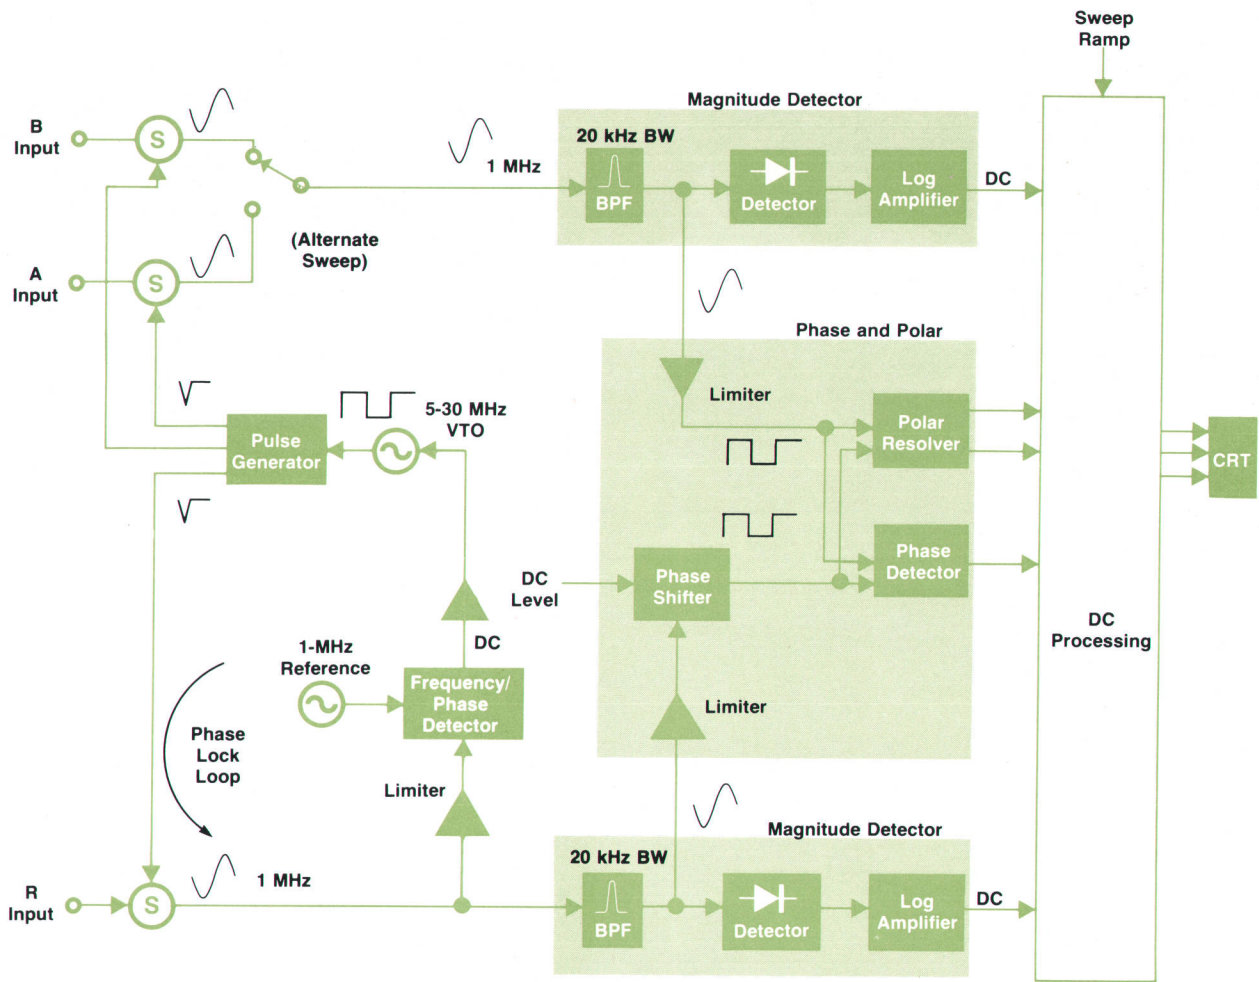 Sweep
Ramp
Magnitude Detector
B
Input
S
20 kHz BW
1 MHz
BPF
Detector
Log
Amplifier
DC
(Alternate
Sweep)
A
Input
S
Phase and Polar
Limiter
5-30 MHz
VTO
Pulse
Generator
Polar
Resolver
CRT
DC
Level
Phase
Shifter
Phase
Detector
DC
Processing
1-MHz
Reference
DC
Frequency/
Phase
Detector
Limiter
Phase
Lock
Loop
Limiter
Magnitude Detector
20 kHz BW
R
Input
S
1 MHz
BPF
Detector
Log
Amplifier
DC